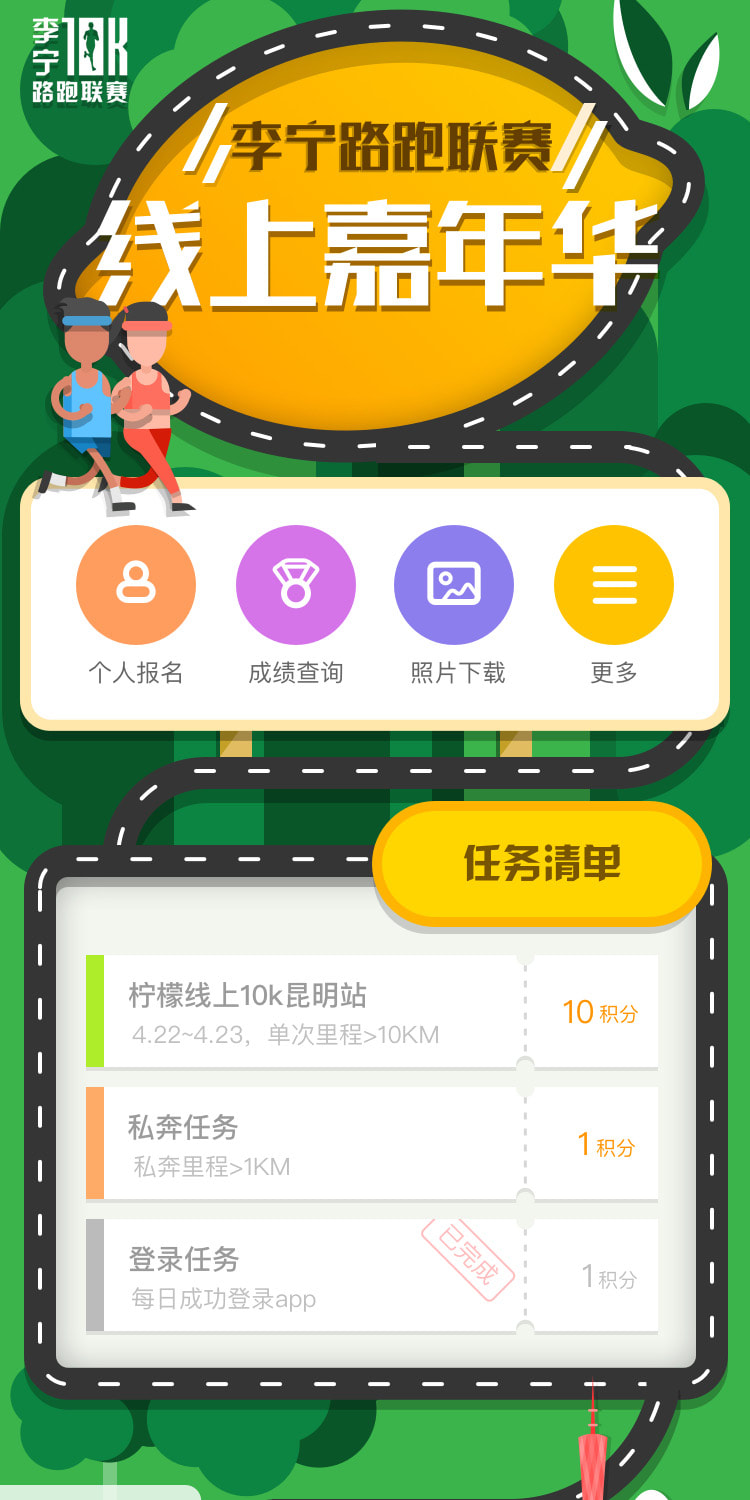 李宁
10K
路跑联赛
李宁路跑联赛
线上嘉年华
个人报名
成绩查询
照片下载
更多
任务清单
柠檬线上10k昆明站
4.22~4.23，单次里程>10KM
10 积分
私奔任务
私奔里程>1KM
1 积分
登录任务
每日成功登录app
已完成
1 积分